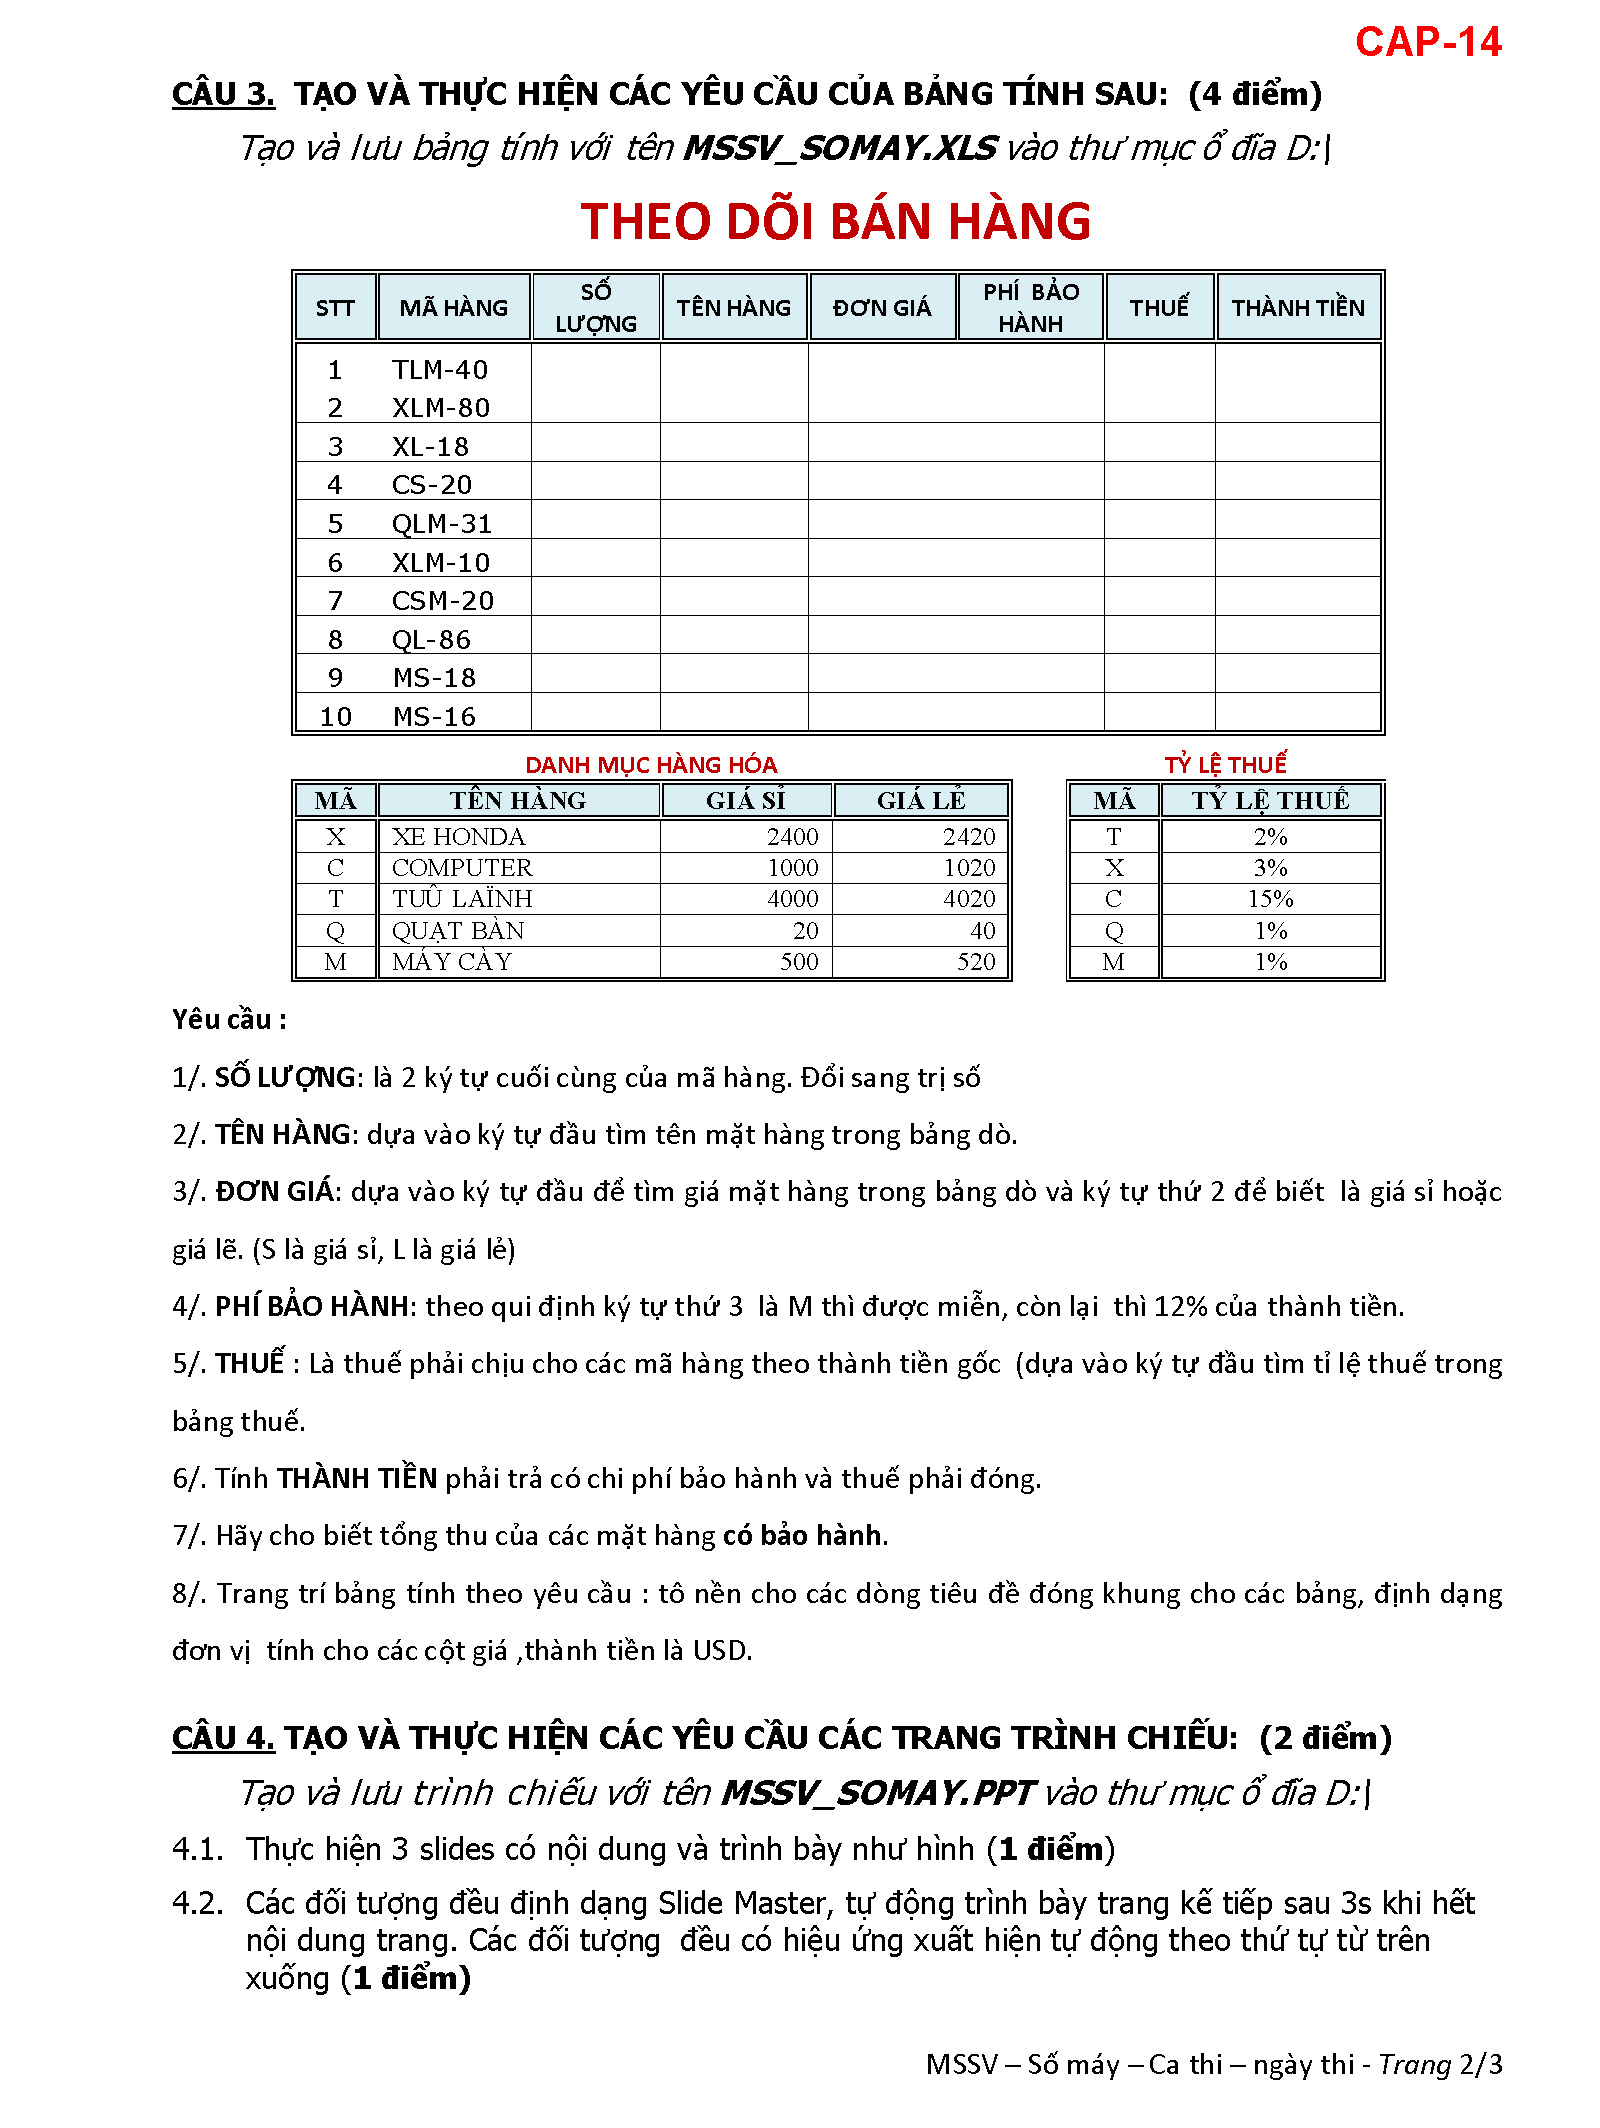 CAP-14
CÂU 3. TẠO VÀ THỰC HIỆN CÁC YÊU CẦU CỦA BẢNG TÍNH SAU: (4 điểm)
Tạo và lưu bảng tính với tên MSSV_SOMAY.XLS vào thư mục ổ đĩa D:\
THEO DÕI BÁN HÀNG
STT MÃ HÀNG SỐ LƯỢNG TÊN HÀNG ĐƠN GIÁ PHÍ BẢO HÀNH THUẾ THÀNH TIỀN
1 TLM-40
2 XLM-80
3 XL-18
4 CS-20
5 QLM-31
6 XLM-10
7 CSM-20
8 QL-86
9 MS-18
10 MS-16
DANH MỤC HÀNG HÓA TỶ LỆ THUẾ
MÃ TÊN HÀNG GIÁ SỈ GIÁ LẺ MÃ TỶ LỆ THUẾ
X XE HONDA 2400 2420 T 2%
C COMPUTER 1000 1020 X 3%
T TUÛ LAÏNH 4000 4020 C 15%
Q QUẠT BÀN 20 40 Q 1%
M MÁY CÀY 500 520 M 1%
Yêu cầu :
1/. SỐ LƯỢNG: là 2 ký tự cuối cùng của mã hàng. Đổi sang trị số
2/. TÊN HÀNG: dựa vào ký tự đầu tìm tên mặt hàng trong bảng dò.
3/. ĐƠN GIÁ: dựa vào ký tự đầu để tìm giá mặt hàng trong bảng dò và ký tự thứ 2 để biết là giá sỉ hoặc
giá lẽ. (S là giá sỉ, L là giá lẻ)
4/. PHÍ BẢO HÀNH: theo qui định ký tự thứ 3 là M thì được miễn, còn lại thì 12% của thành tiền.
5/. THUẾ : Là thuế phải chịu cho các mã hàng theo thành tiền gốc (dựa vào ký tự đầu tìm tỉ lệ thuế trong
bảng thuế.
6/. Tính THÀNH TIỀN phải trả có chi phí bảo hành và thuế phải đóng.
7/. Hãy cho biết tổng thu của các mặt hàng có bảo hành.
8/. Trang trí bảng tính theo yêu cầu : tô nền cho các dòng tiêu đề đóng khung cho các bảng, định dạng
đơn vị tính cho các cột giá ,thành tiền là USD.
CÂU 4. TẠO VÀ THỰC HIỆN CÁC YÊU CẦU CÁC TRANG TRÌNH CHIẾU: (2 điểm)
Tạo và lưu trình chiếu với tên MSSV_SOMAY.PPT vào thư mục ổ đĩa D:\
4.1. Thực hiện 3 slides có nội dung và trình bày như hình (1 điểm)
4.2. Các đối tượng đều định dạng Slide Master, tự động trình bày trang kế tiếp sau 3s khi hết
nội dung trang. Các đối tượng đều có hiệu ứng xuất hiện tự động theo thứ tự từ trên
xuống (1 điểm)
MSSV – Số máy – Ca thi – ngày thi - Trang 2/3